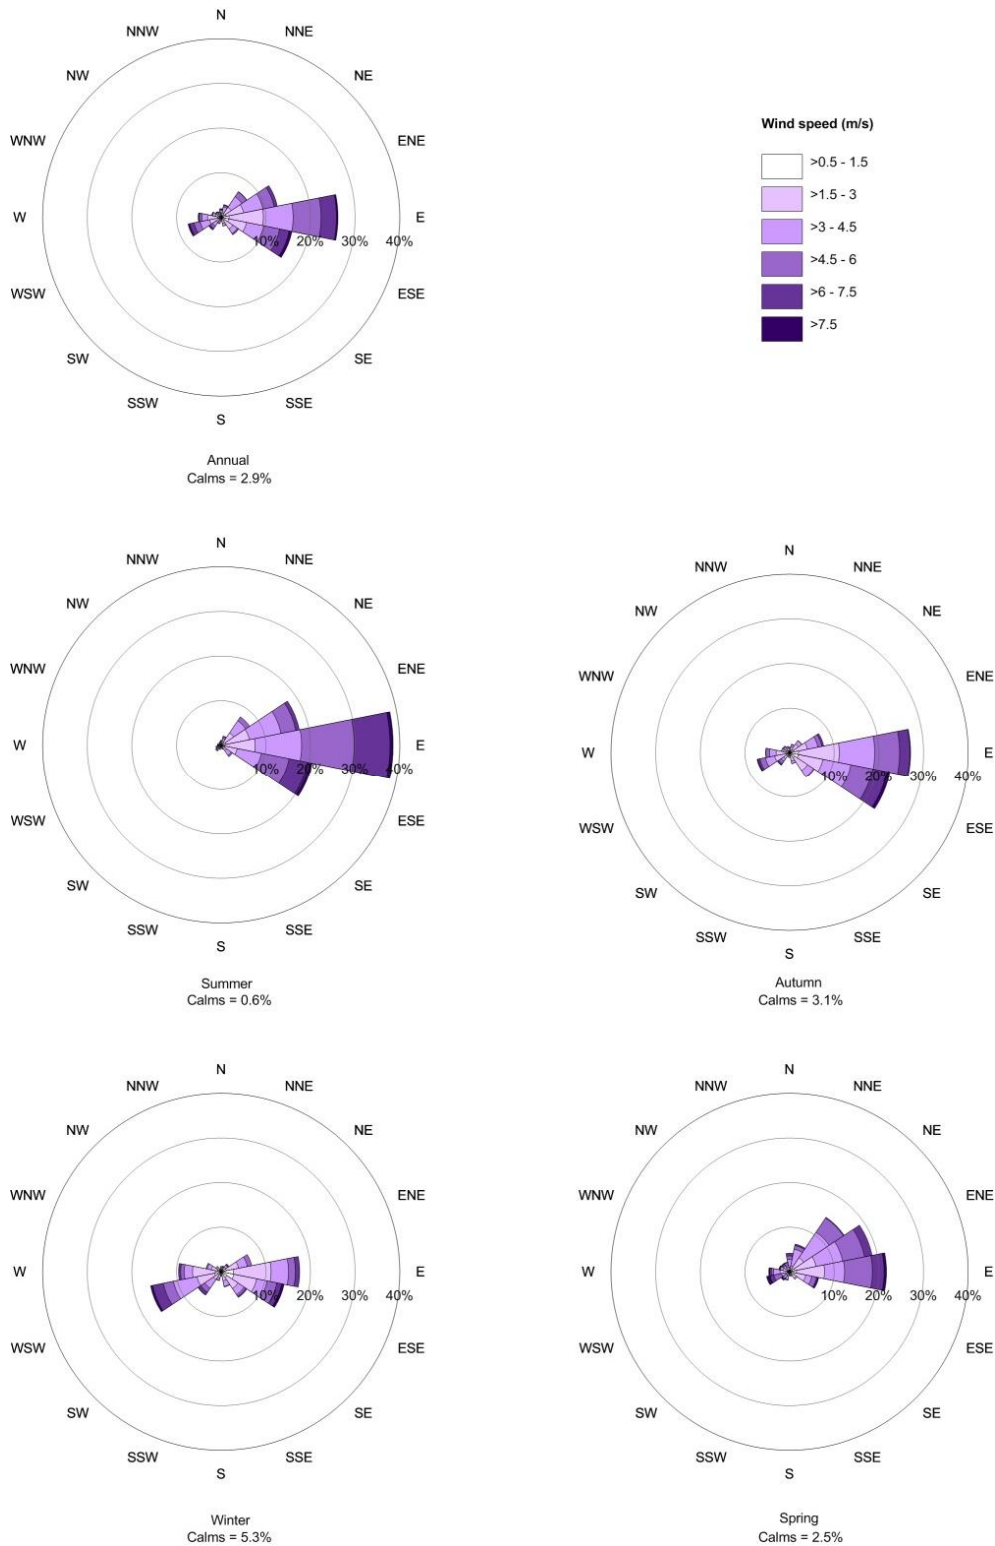 N
NNW
NNE
NW
NE
WNW
ENE
W
E
10%
20%
30%
40%
WSW
ESE
SW
SE
SSW
SSE
S
Annual
Calms = 2.9%
Wind speed (m/s)
>0.5 - 1.5
>1.5 - 3
>3 - 4.5
>4.5 - 6
>6 - 7.5
>7.5
N
NNW
NNE
NW
NE
WNW
ENE
W
E
10%
20%
30%
40%
WSW
ESE
SW
SE
SSW
SSE
S
Summer
Calms = 0.6%
N
NNW
NNE
NW
NE
WNW
ENE
W
E
10%
20%
30%
40%
WSW
ESE
SW
SE
SSW
SSE
S
Autumn
Calms = 3.1%
N
NNW
NNE
NW
NE
WNW
ENE
W
E
10%
20%
30%
40%
WSW
ESE
SW
SE
SSW
SSE
S
Winter
Calms = 5.3%
N
NNW
NNE
NW
NE
WNW
ENE
W
E
10%
20%
30%
40%
WSW
ESE
SW
SE
SSW
SSE
S
Spring
Calms = 2.5%